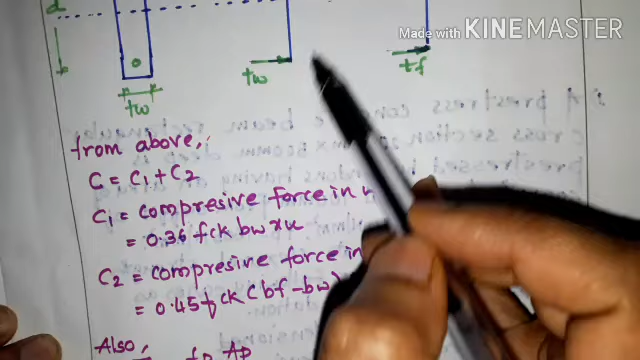 Made with KINEMASTER
d
tw
tw
tf
from above,
C = C1 + C2
C1 = compresive force in
= 0.36 fck bw xu
C2 = compresive force in
= 0.45 fck (bf - bw)
Also